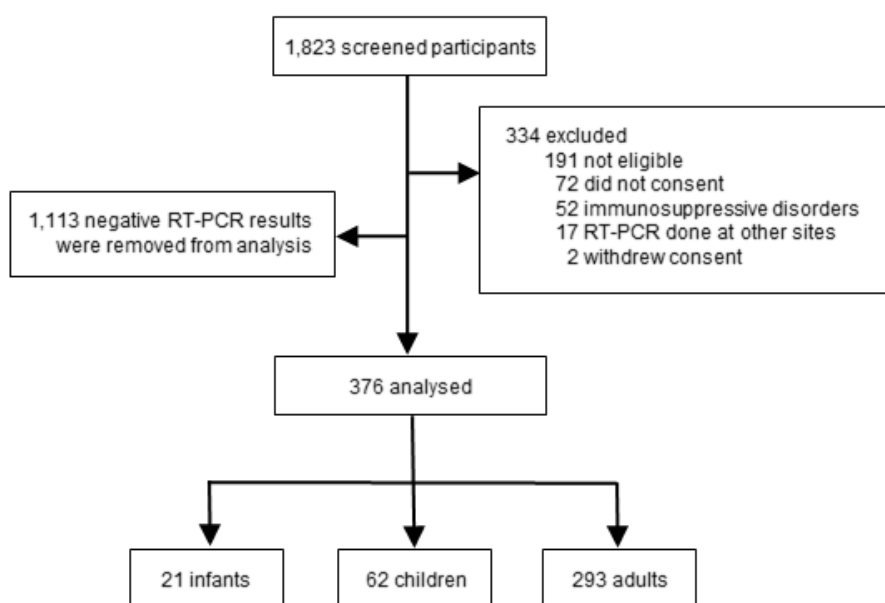 1,823 screened participants
334 excluded
191 not eligible
72 did not consent
52 immunosuppressive disorders
17 RT-PCR done at other sites
2 withdrew consent
1,113 negative RT-PCR results
were removed from analysis
376 analysed
21 infants
62 children
293 adults